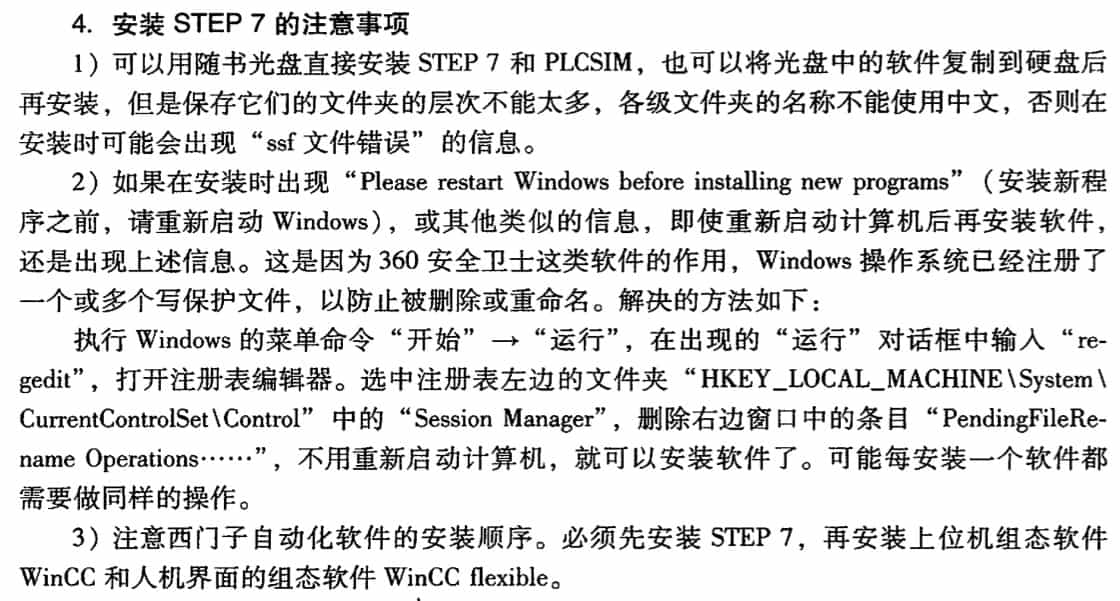 4. 安装 STEP 7 的注意事项
1）可以用随书光盘直接安装 STEP 7 和 PLCSIM，也可以将光盘中的软件复制到硬盘后
再安装，但是保存它们的文件夹的层次不能太多，各级文件夹的名称不能使用中文，否则在
安装时可能会出现“ssf 文件错误”的信息。
2）如果在安装时出现“Please restart Windows before installing new programs”（安装新程
序之前，请重新启动 Windows），或其他类似的信息，即使重新启动计算机后再安装软件，
还是出现上述信息。这是因为 360 安全卫士这类软件的作用，Windows 操作系统已经注册了
一个或多个写保护文件，以防止被删除或重命名。解决的方法如下：
执行 Windows 的菜单命令“开始”→“运行”，在出现的“运行”对话框中输入“re-
gedit”，打开注册表编辑器。选中注册表左边的文件夹“HKEY_LOCAL_MACHINE\System\
CurrentControlSet\Control”中的“Session Manager”，删除右边窗口中的条目“PendingFileRe-
name Operations……”，不用重新启动计算机，就可以安装软件了。可能每安装一个软件都
需要做同样的操作。
3）注意西门子自动化软件的安装顺序。必须先安装 STEP 7，再安装上位机组态软件
WinCC 和人机界面的组态软件 WinCC flexible。